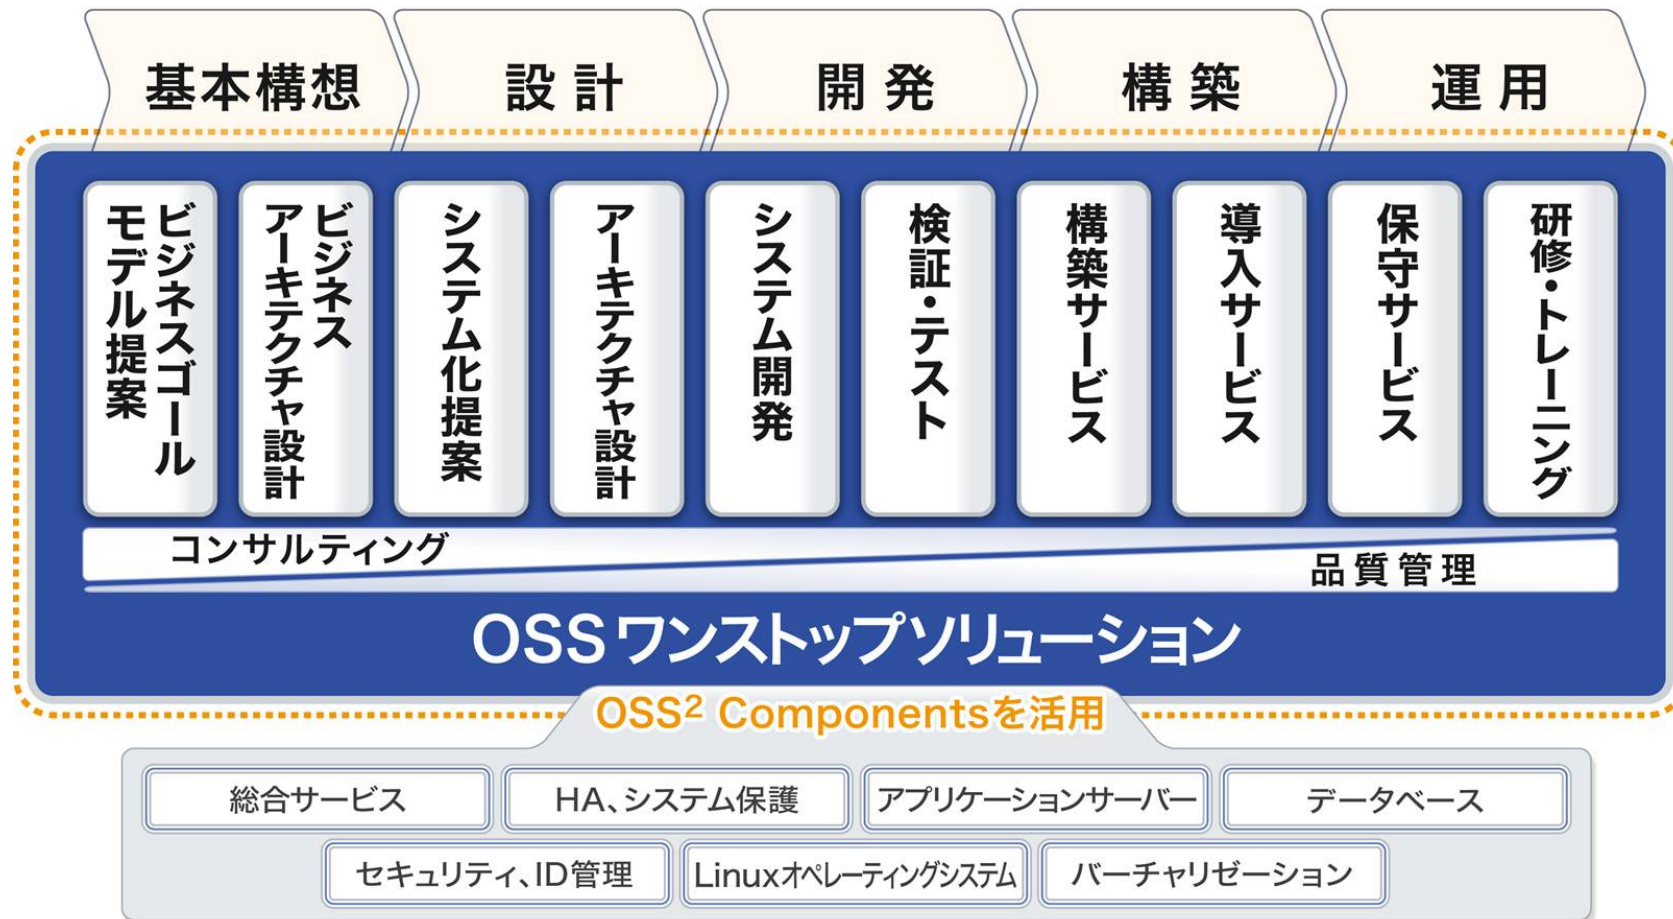 基本構想
設計
開発
構築
運用
ビジネスゴール
モデル提案
ビジネス
アーキテクチャ設計
システム化提案
アーキテクチャ設計
システム開発
検証・テスト
構築サービス
導入サービス
保守サービス
研修・トレーニング
コンサルティング
品質管理
OSSワンストップソリューション
OSS² Componentsを活用
総合サービス
HA、システム保護
アプリケーションサーバー
データベース
セキュリティ、ID管理
Linuxオペレーティングシステム
バーチャリゼーション